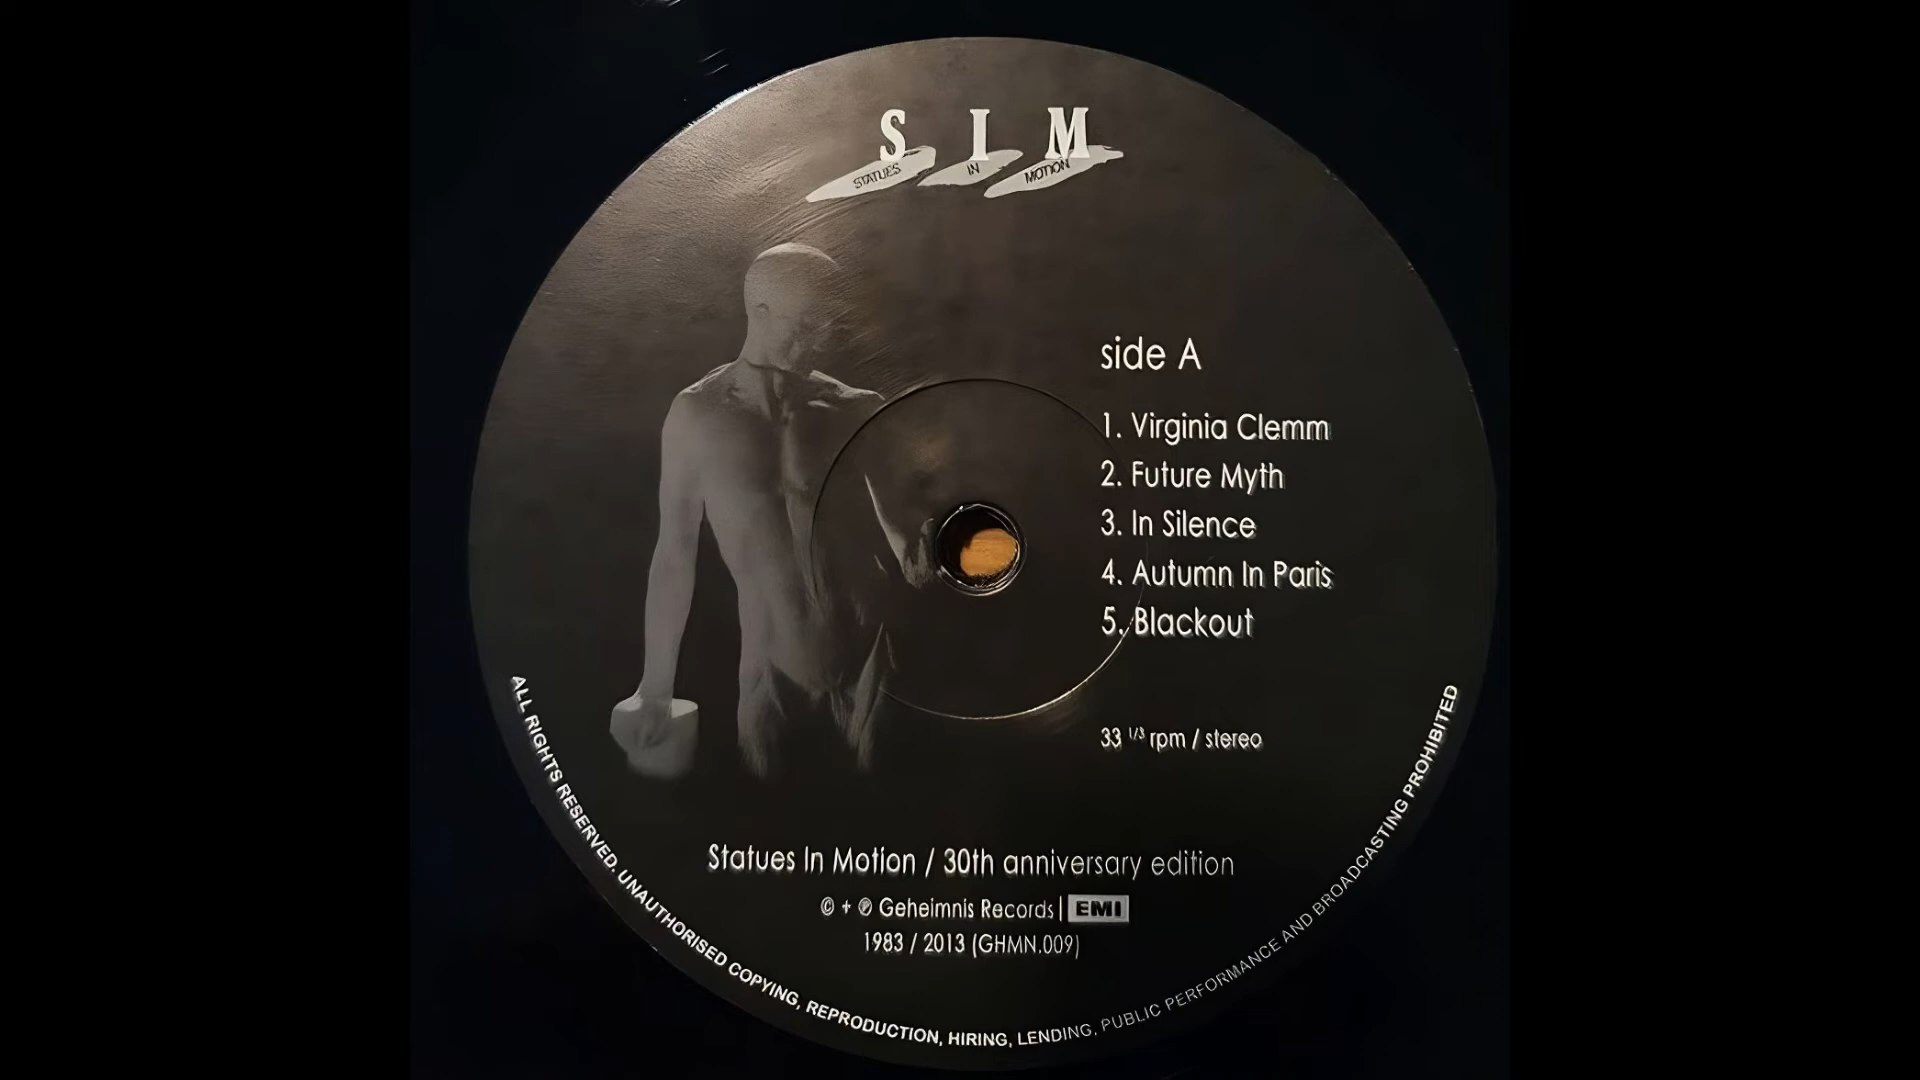 S I M
STATUES IN MOTION
side A
1. Virginia Clemm
2. Future Myth
3. In Silence
4. Autumn In Paris
5. Blackout
33 1/3 rpm / stereo
Statues In Motion / 30th anniversary edition
© + ℗ Geheimnis Records | EMI
1983 / 2013 (GHMN.009)
ALL RIGHTS RESERVED. UNAUTHORISED COPYING, REPRODUCTION, HIRING, LENDING, PUBLIC PERFORMANCE AND BROADCASTING PROHIBITED